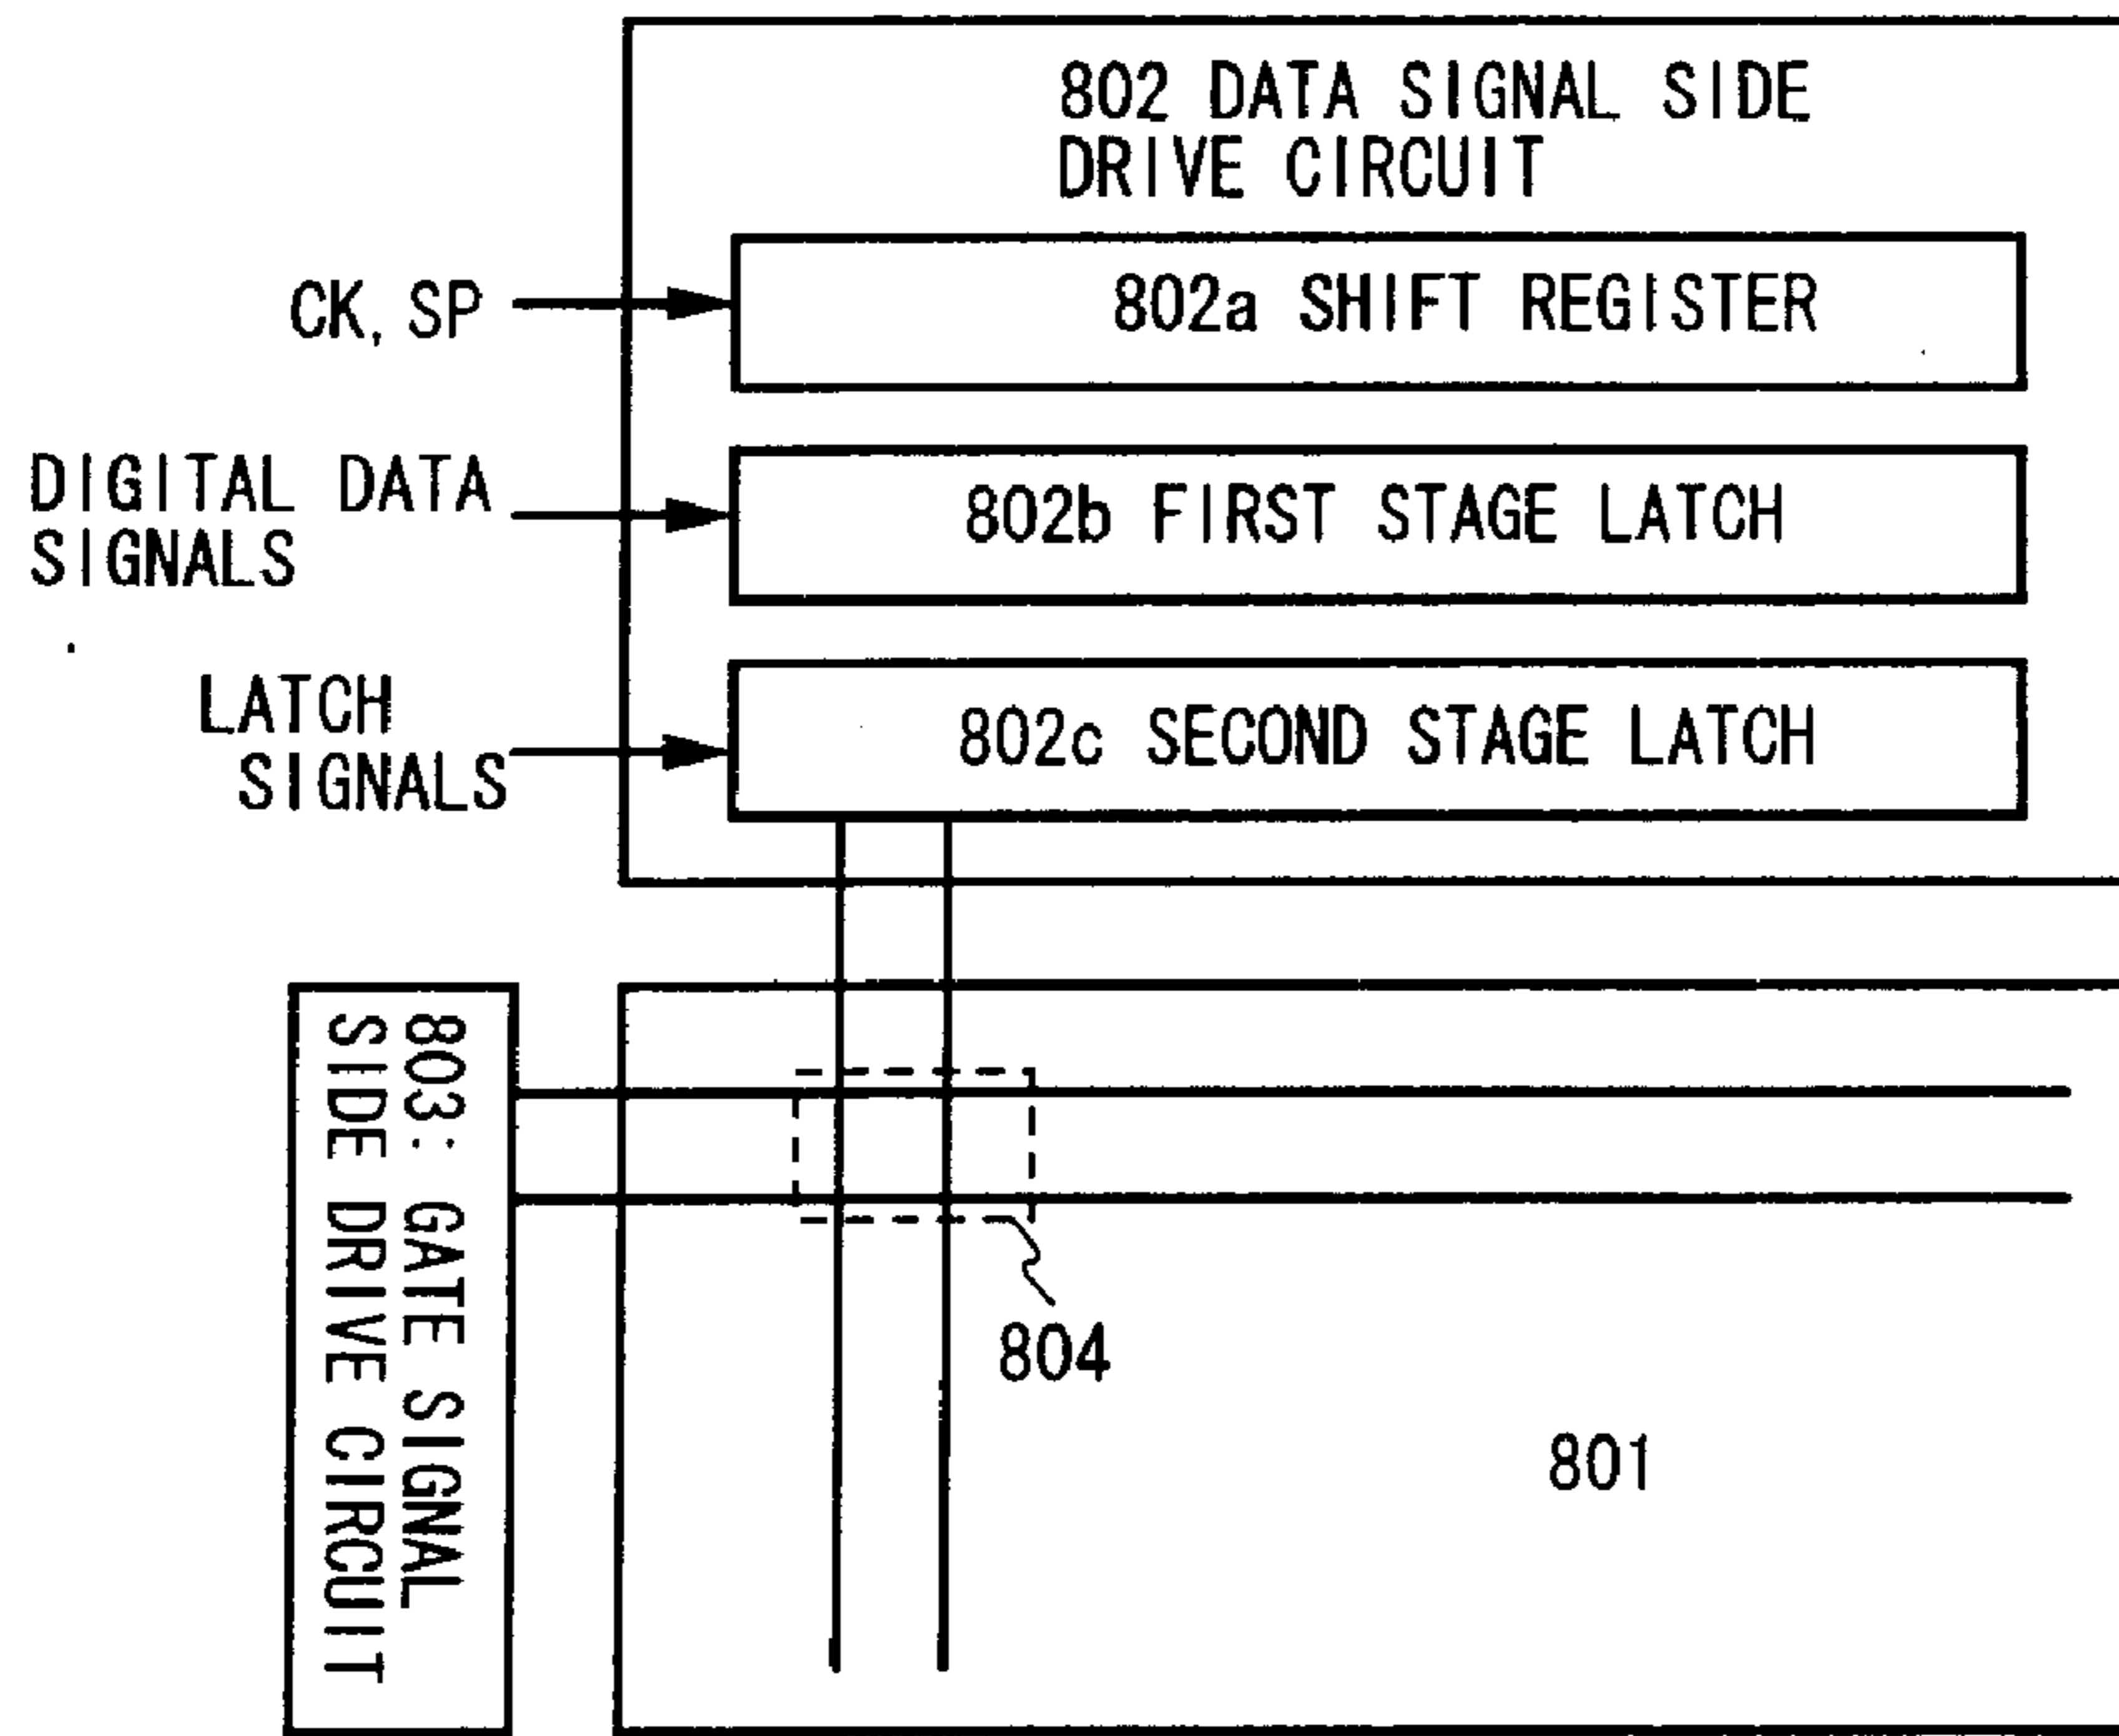 802 DATA SIGNAL SIDE
DRIVE CIRCUIT
CK, SP
802a SHIFT REGISTER
DIGITAL DATA
SIGNALS
802b FIRST STAGE LATCH
LATCH
SIGNALS
802c SECOND STAGE LATCH
803: GATE SIGNAL
SIDE DRIVE CIRCUIT
804
801